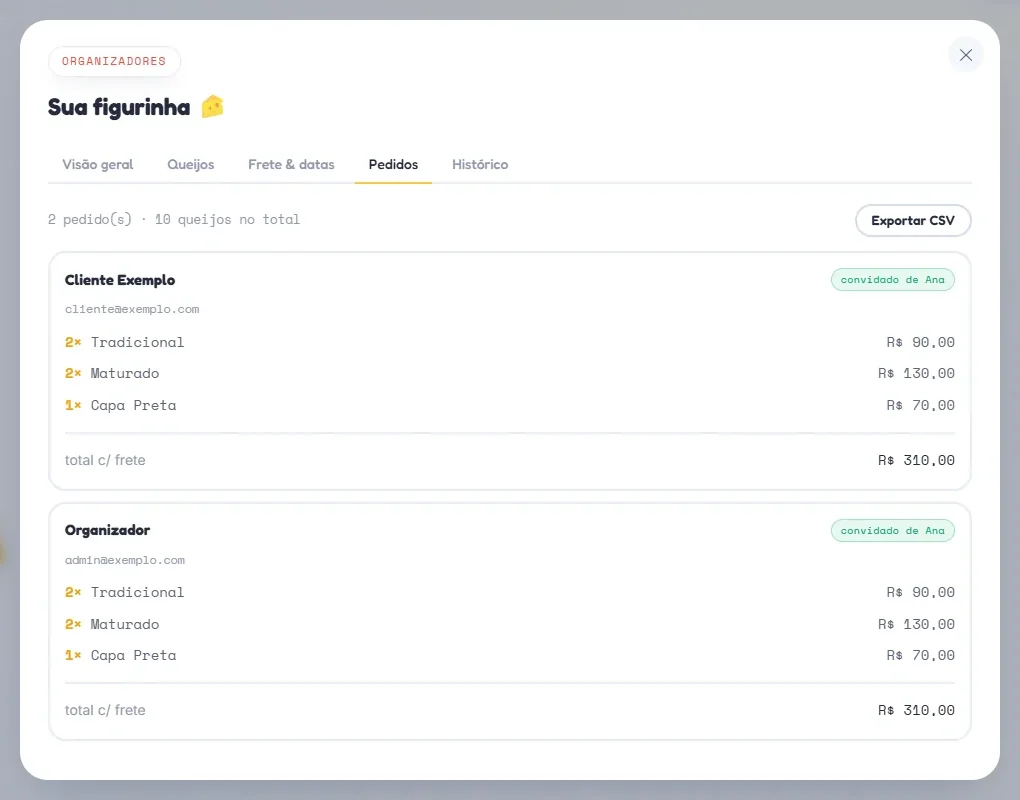 ORGANIZADORES
Sua figurinha
Visão geral Queijos Frete & datas Pedidos Histórico
2 pedido(s) · 10 queijos no total Exportar CSV
Cliente Exemplo convidado de Ana
cliente@exemplo.com
2× Tradicional R$ 90,00
2× Maturado R$ 130,00
1× Capa Preta R$ 70,00
total c/ frete R$ 310,00
Organizador convidado de Ana
admin@exemplo.com
2× Tradicional R$ 90,00
2× Maturado R$ 130,00
1× Capa Preta R$ 70,00
total c/ frete R$ 310,00